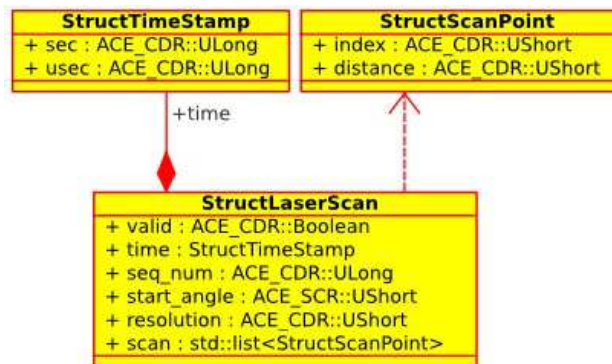 StructTimeStamp
+ sec : ACE_CDR::ULong
+ usec : ACE_CDR::ULong
StructScanPoint
+ index : ACE_CDR::UShort
+ distance : ACE_CDR::UShort
+time
StructLaserScan
+ valid : ACE_CDR::Boolean
+ time : StructTimeStamp
+ seq_num : ACE_CDR::ULong
+ start_angle : ACE_SCR::UShort
+ resolution : ACE_CDR::UShort
+ scan : std::list<StructScanPoint>